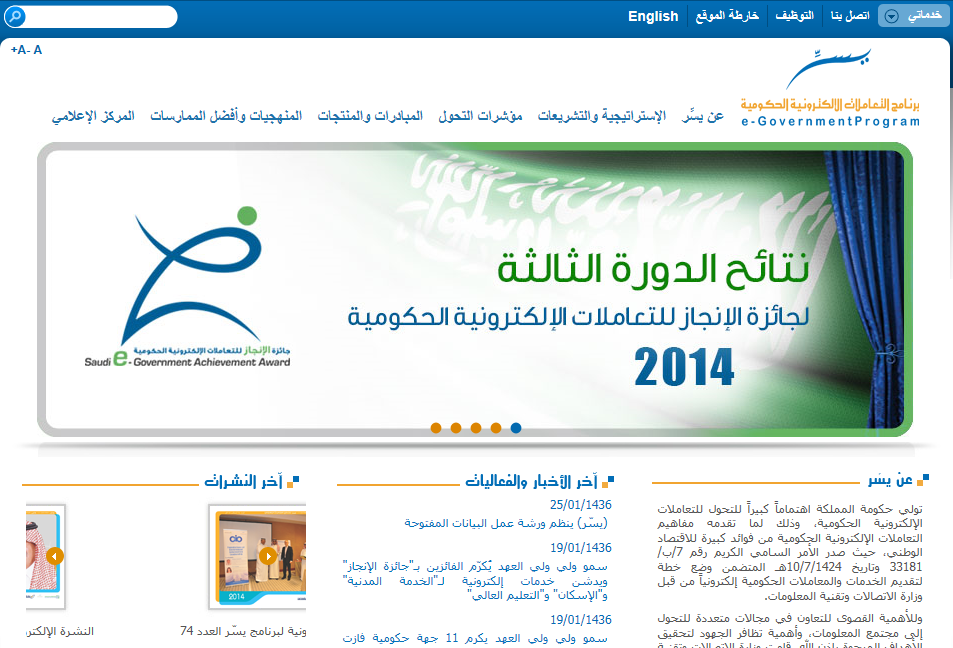 خدماتي
اتصل بنا
التوظيف
خارطة الموقع
English
+A- A
يسّر
برنامج التعاملات الالكترونية الحكومية
e-GovernmentProgram
عن يسَّر
الإستراتيجية والتشريعات
مؤشرات التحول
المبادرات والمنتجات
المنهجيات وأفضل الممارسات
المركز الإعلامي
نتائج الدورة الثالثة
لجائزة الإنجاز للتعاملات الإلكترونية الحكومية
2014
جائزة الإنجاز للتعاملات الإلكترونية الحكومية
Saudi e - Government Achievement Award
عن يسّر
تولي حكومة المملكة اهتماماً كبيراً للتحول للتعاملات
الإلكترونية الحكومية، وذلك لما تقدمه مفاهيم
التعاملات الإلكترونية الحكومية من فوائد كبيرة للاقتصاد
الوطني، حيث صدر الأمر السامي الكريم رقم 7/ب/
33181 وتاريخ 10/7/1424هـ المتضمن وضع خطة
لتقديم الخدمات والمعاملات الحكومية إلكترونياً من قبل
وزارة الاتصالات وتقنية المعلومات.
وللأهمية القصوى للتعاون في مجالات متعددة للتحول
إلى مجتمع المعلومات، وأهمية تظافر الجهود لتحقيق
آخر الأخبار والفعاليات
25/01/1436
(يسّر) ينظم ورشة عمل البيانات المفتوحة
19/01/1436
سمو ولي ولي العهد يُكرّم الفائزين بـ"جائزة الإنجاز"
ويدشن خدمات إلكترونية لـ"الخدمة المدنية"
و"الإسكان" و"التعليم العالي"
19/01/1436
سمو ولي ولي العهد يكرم 11 جهة حكومية فازت
آخر النشرات
2014
ونية لبرنامج يسّر العدد 74
النشرة الإلكتر